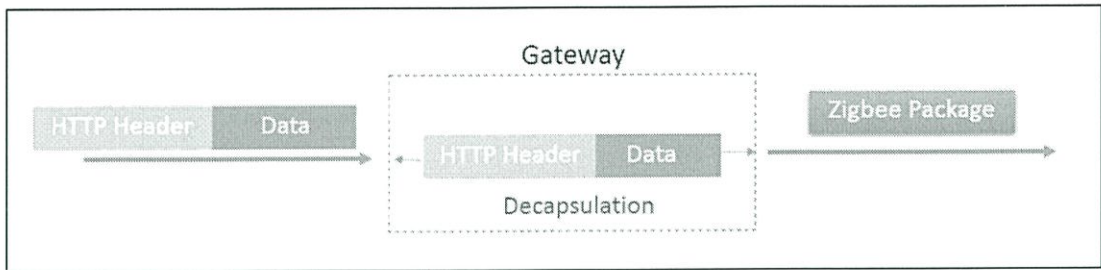 Gateway
HTTP Header Data
Zigbee Package
HTTP Header Data
Decapsulation